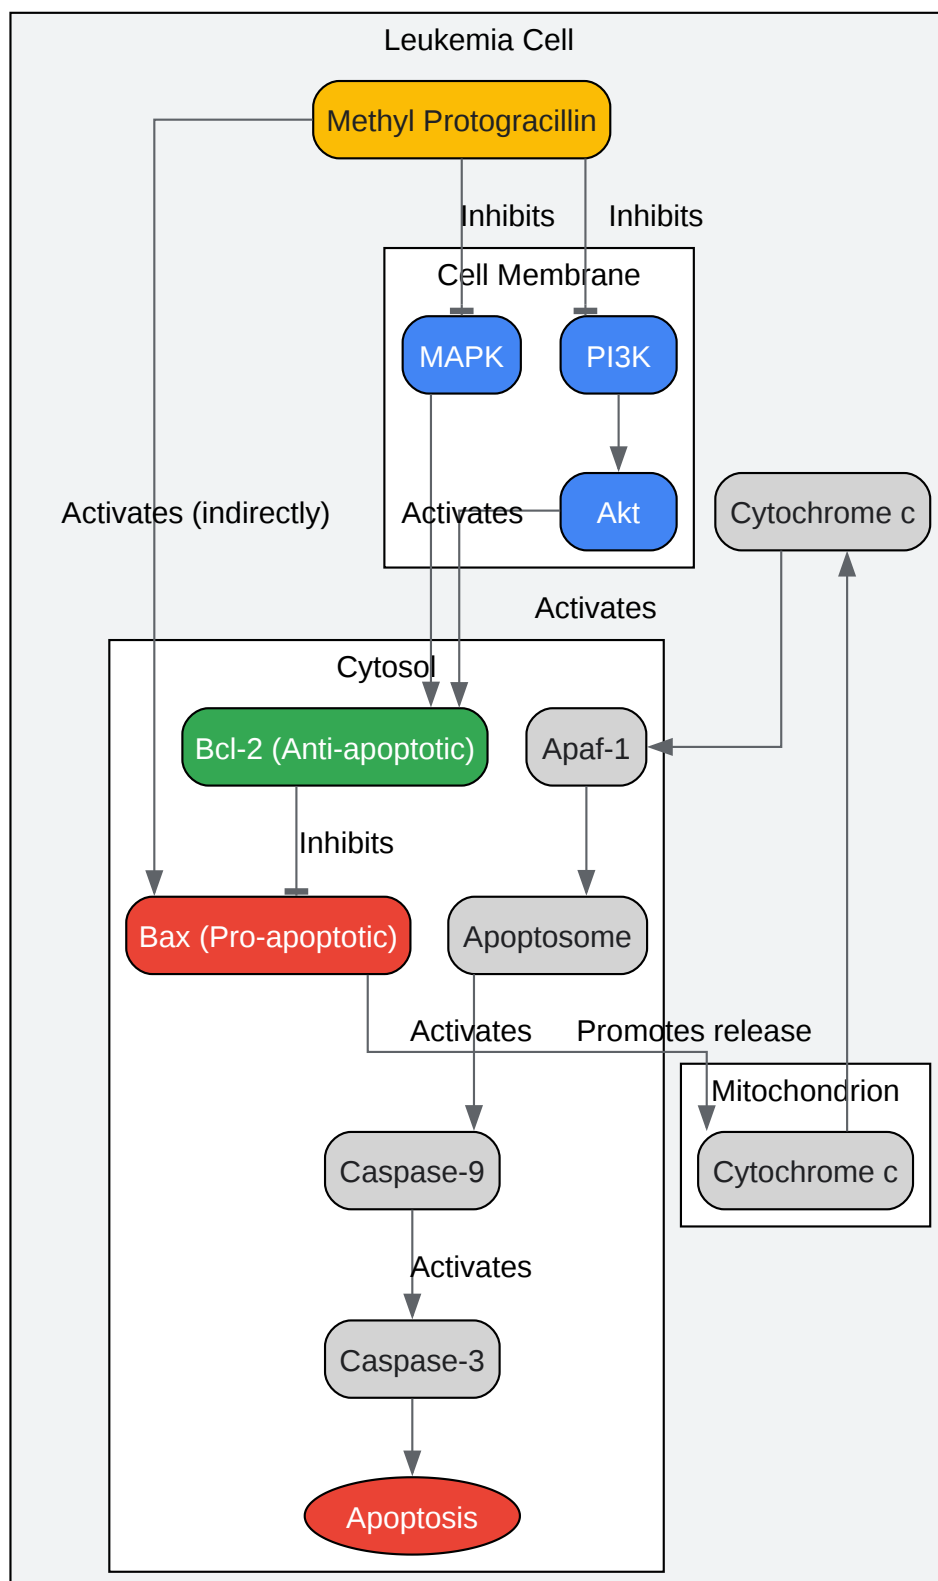 Leukemia Cell
Methyl Protogracillin
Inhibits
Inhibits
Cell Membrane
MAPK
PI3K
Activates (indirectly)
Activates
Akt
Cytochrome c
Activates
Cytosol
Bcl-2 (Anti-apoptotic)
Apaf-1
Inhibits
Bax (Pro-apoptotic)
Apoptosome
Activates
Promotes release
Mitochondrion
Caspase-9
Cytochrome c
Activates
Caspase-3
Apoptosis